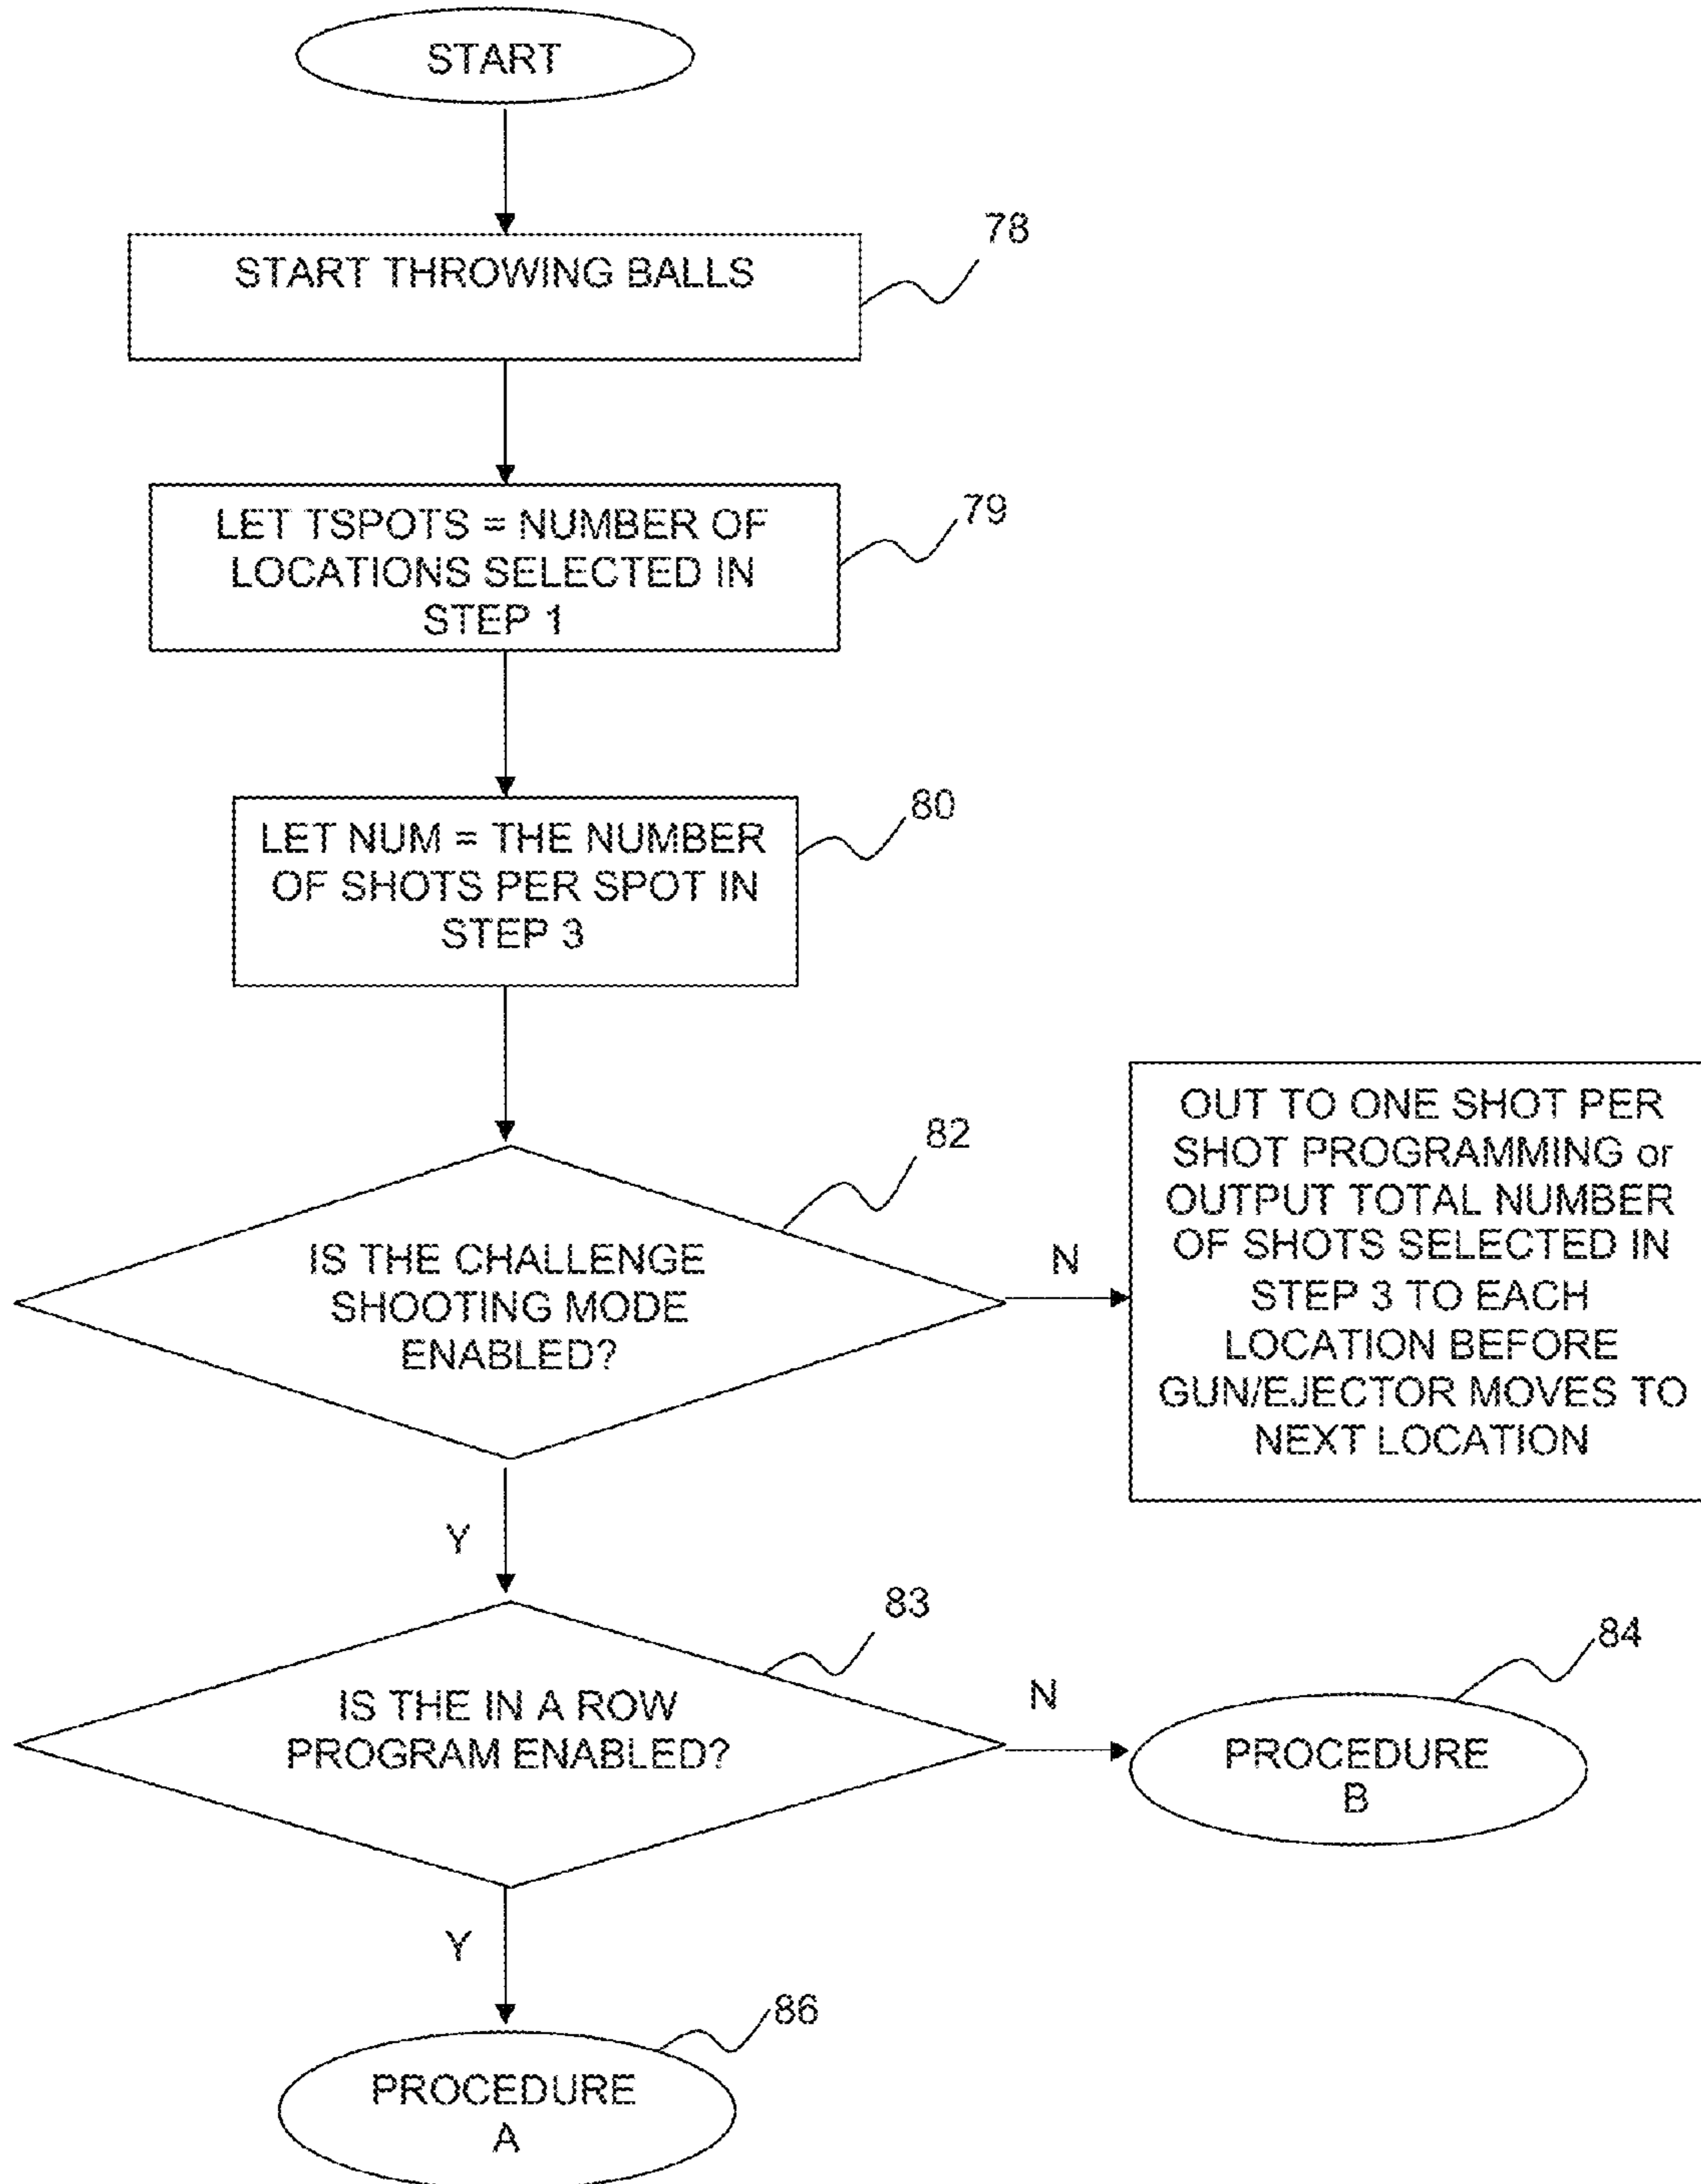 START
78
START THROWING BALLS
79
LET TSPOTS = NUMBER OF
LOCATIONS SELECTED IN
STEP 1
80
LET NUM = THE NUMBER
OF SHOTS PER SPOT IN
STEP 3
82
IS THE CHALLENGE
SHOOTING MODE
ENABLED?
N
OUT TO ONE SHOT PER
SHOT PROGRAMMING or
OUTPUT TOTAL NUMBER
OF SHOTS SELECTED IN
STEP 3 TO EACH
LOCATION BEFORE
GUN/EJECTOR MOVES TO
NEXT LOCATION
Y
83
IS THE IN A ROW
PROGRAM ENABLED?
N
84
PROCEDURE
B
Y
86
PROCEDURE
A